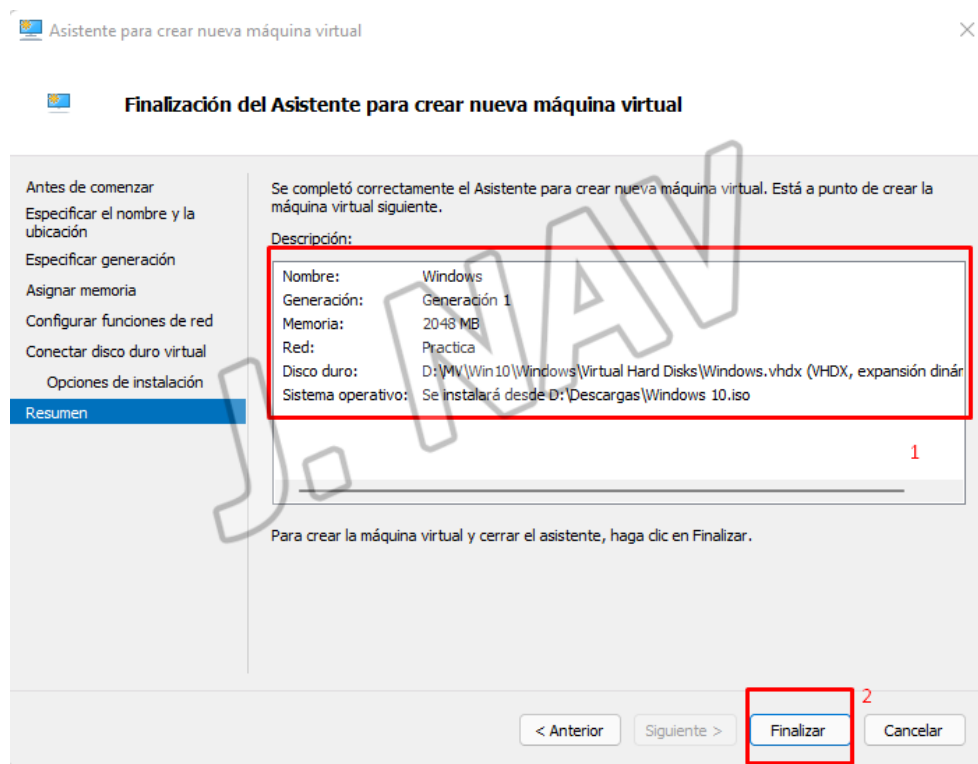 Asistente para crear nueva máquina virtual
Finalización del Asistente para crear nueva máquina virtual
Antes de comenzar
Especificar el nombre y la
ubicación
Especificar generación
Asignar memoria
Configurar funciones de red
Conectar disco duro virtual
Opciones de instalación
Resumen
Se completó correctamente el Asistente para crear nueva máquina virtual. Está a punto de crear la
máquina virtual siguiente.
Descripción:
Nombre: Windows
Generación: Generación 1
Memoria: 2048 MB
Red: Practica
Disco duro: D:\MV\Win10\Windows\Virtual Hard Disks\Windows.vhdx (VHDX, expansión dinár
Sistema operativo: Se instalará desde D:\Descargas\Windows 10.iso
1
J. NAV
Para crear la máquina virtual y cerrar el asistente, haga clic en Finalizar.
2
< Anterior Siguiente > Finalizar Cancelar